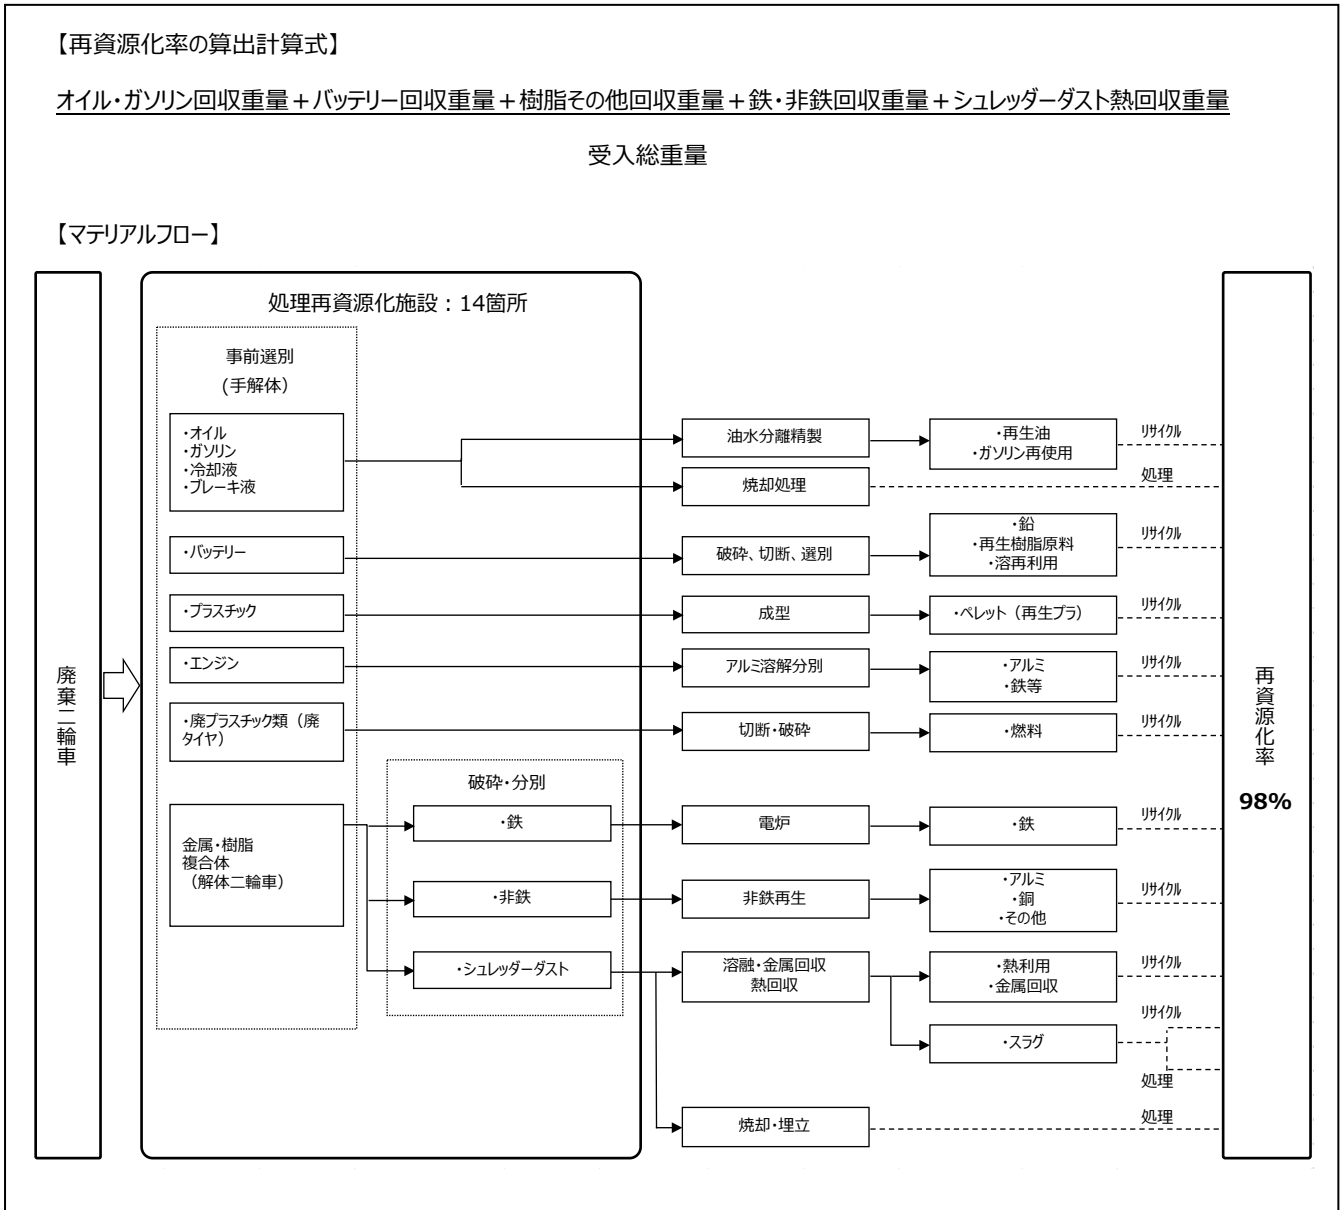 【再資源化率の算出計算式】
オイル・ガソリン回収重量＋バッテリー回収重量＋樹脂その他回収重量＋鉄・非鉄回収重量＋シュレッダーダスト熱回収重量
受入総重量
【マテリアルフロー】
廃棄二輪車
処理再資源化施設：14箇所
事前選別
(手解体）
・オイル
・ガソリン
・冷却液
・ブレーキ液
油水分離精製
・再生油
・ガソリン再使用
リサイクル
焼却処理
処理
・バッテリー
破砕、切断、選別
・鉛
・再生樹脂原料
・溶再利用
リサイクル
・プラスチック
成型
・ペレット（再生プラ）
リサイクル
・エンジン
アルミ溶解分別
・アルミ
・鉄等
リサイクル
・廃プラスチック類（廃
タイヤ）
切断・破砕
・燃料
リサイクル
金属・樹脂
複合体
（解体二輪車）
破砕・分別
・鉄
電炉
・鉄
リサイクル
・非鉄
非鉄再生
・アルミ
・銅
・その他
リサイクル
・シュレッダーダスト
溶融・金属回収
熱回収
・熱利用
・金属回収
リサイクル
・スラグ
リサイクル
処理
焼却・埋立
処理
再資源化率
98%